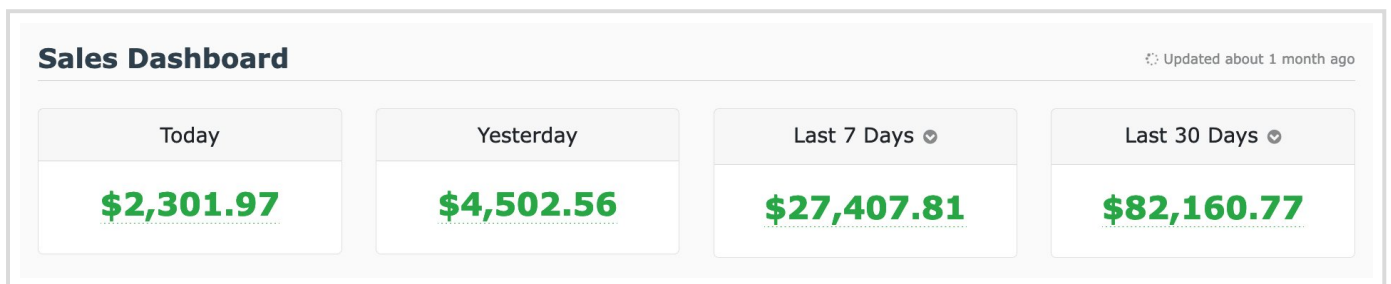 Sales Dashboard
Updated about 1 month ago
Today
Yesterday
Last 7 Days
Last 30 Days
$2,301.97
$4,502.56
$27,407.81
$82,160.77